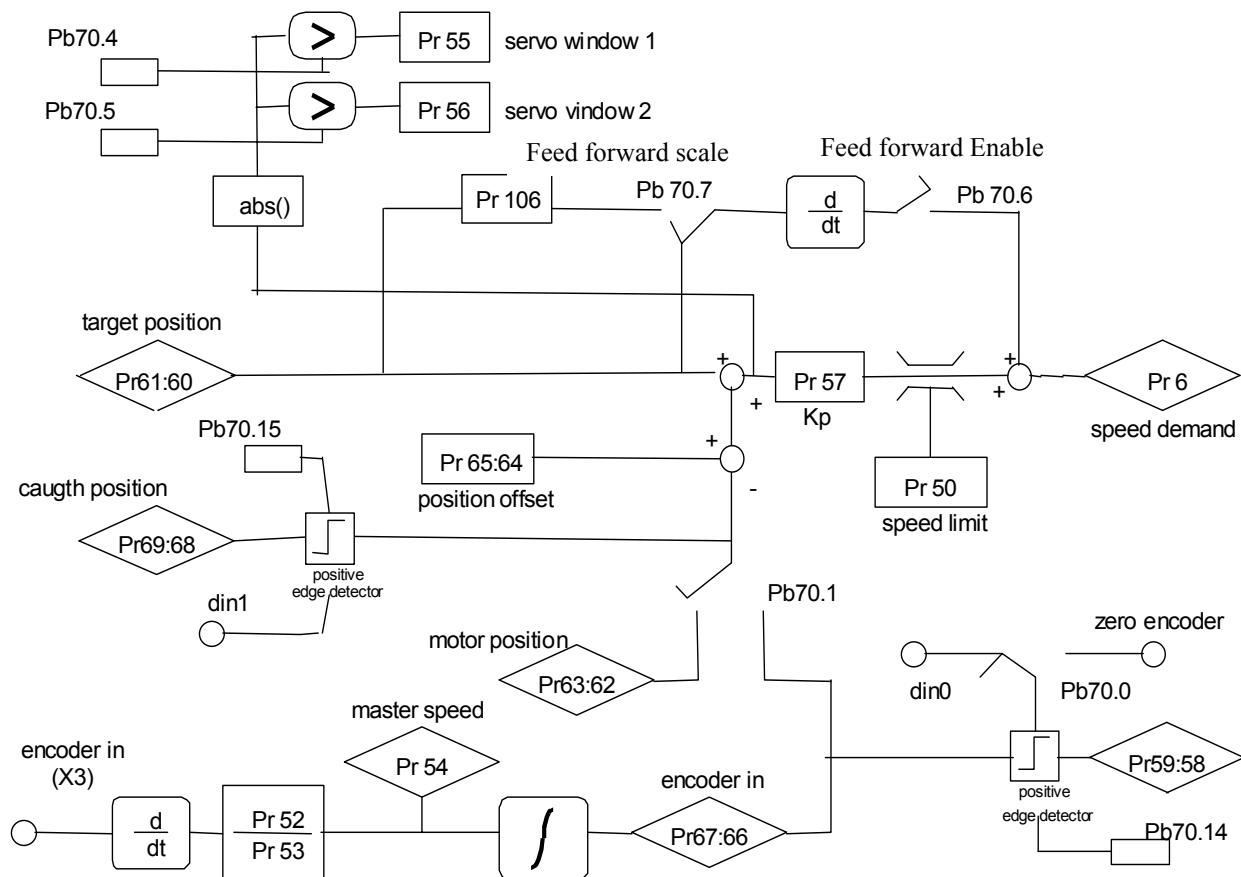 Pb70.4
>
Pr 55
servo window 1
Pb70.5
>
Pr 56
servo vindow 2
abs()
Feed forward scale
Feed forward Enable
Pr 106
Pb 70.7
d
dt
Pb 70.6
target position
Pr61:60
+
+
Pr 57
Kp
+
+
Pr 6
speed demand
Pb70.15
Pr 65:64
position offset
+
-
Pr 50
speed limit
caugth position
Pr69:68
positive
edge detector
din1
Pb70.1
motor position
Pr63:62
zero encoder
din0
Pb70.0
master speed
Pr 54
encoder in
(X3)
d
dt
Pr 52
Pr 53
∫
encoder in
Pr67:66
Pr59:58
positive
edge detector
Pb70.14